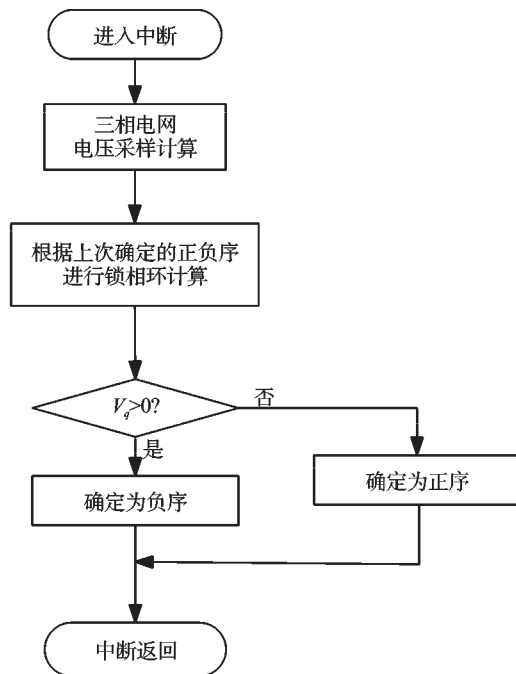 进入中断
三相电网
电压采样计算
根据上次确定的正负序
进行锁相环计算
Vq>0?
否
是
确定为负序
确定为正序
中断返回